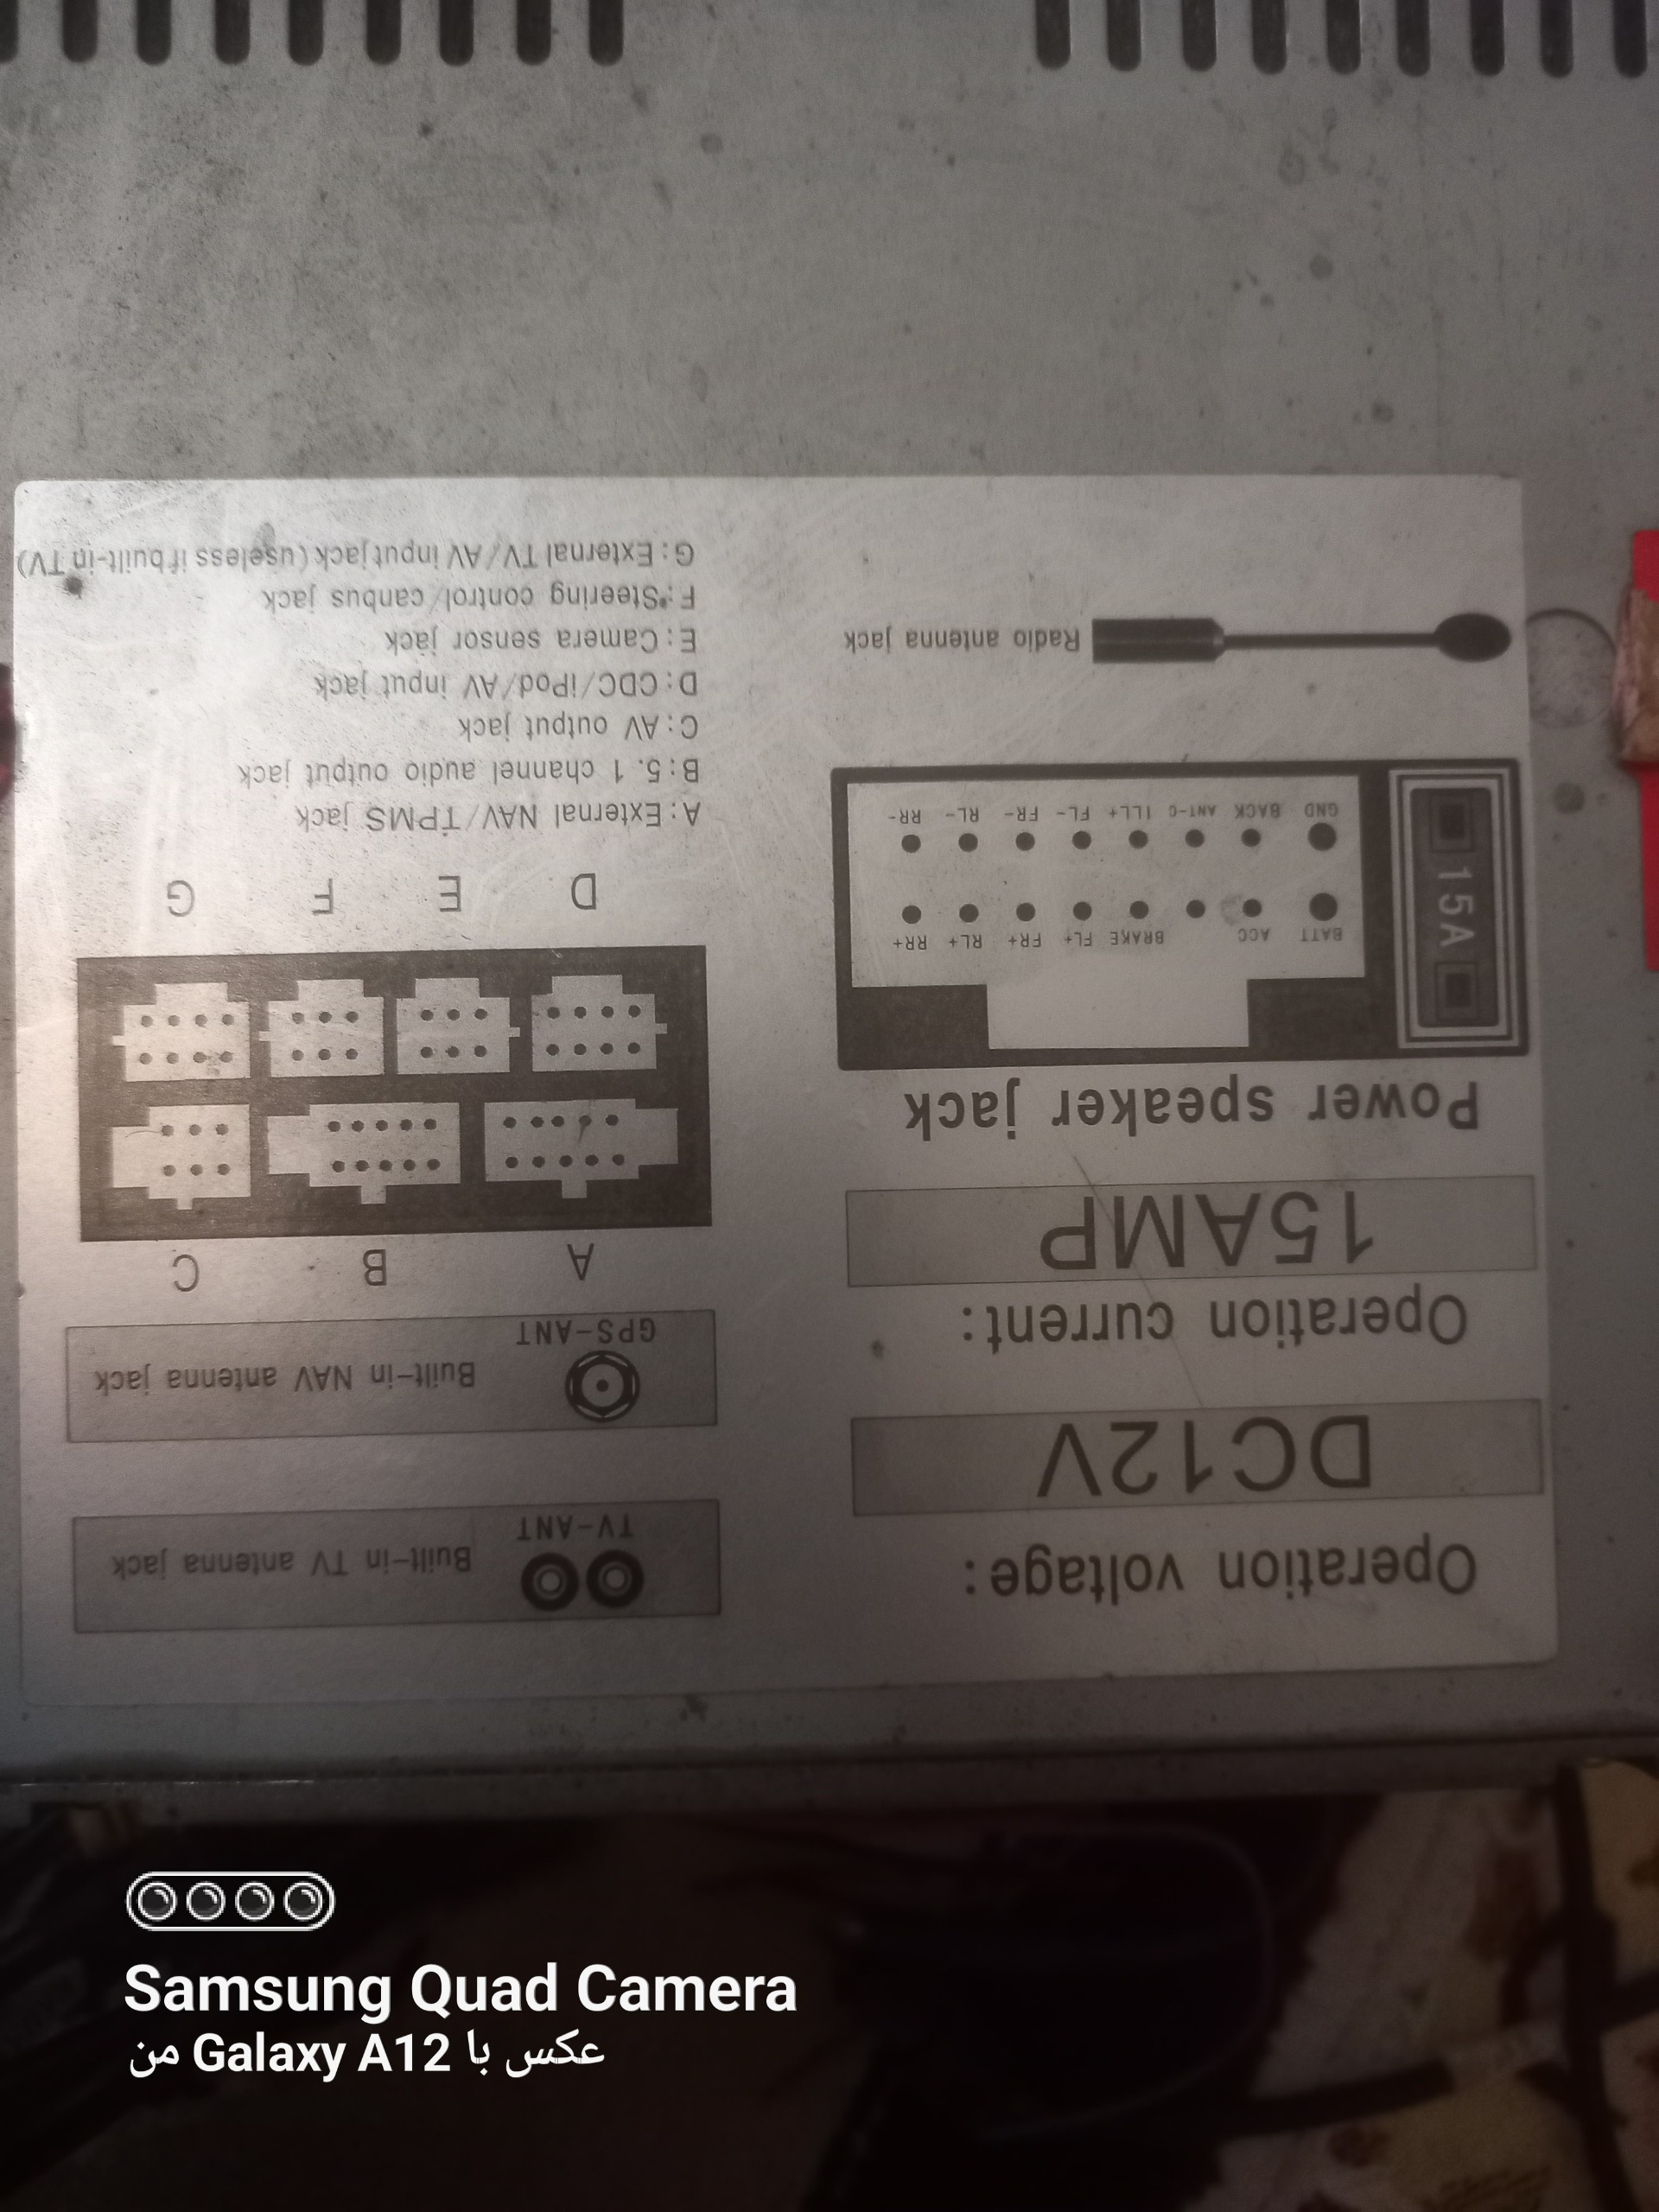 Operation voltage:
DC12V
Operation current:
15AMP
Power speaker jack
15A
BATT ACC BRAKE FL+ FR+ RL+ RR+
GND BACK ANT-C ILL+ FL- FR- RL- RR-
Radio antenna jack
TV-ANT
Built-in TV antenna jack
GPS-ANT
Built-in NAV antenna jack
A B C
D E F G
A:External NAV/TPMS jack
B:5.1 channel audio output jack
C:AV output jack
D:CDC/iPod/AV input jack
E:Camera sensor jack
F:Steering control/canbus jack
G:External TV/AV input jack(useless if built-in TV)
Samsung Quad Camera
عکس با Galaxy A12 من